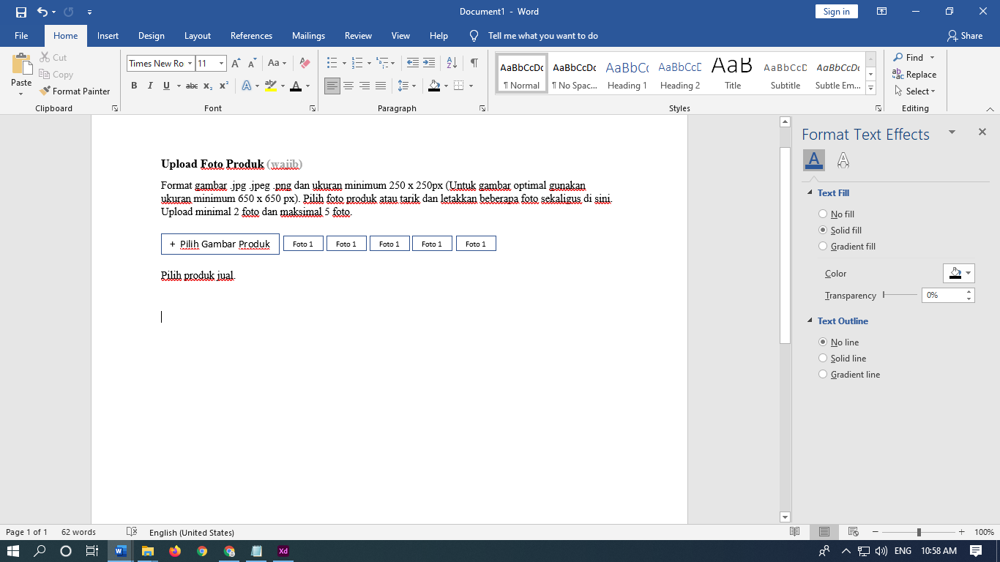 Document1 - Word
Sign in
File Home Insert Design Layout References Mailings Review View Help Tell me what you want to do Share
Paste
Cut
Copy
Format Painter
Clipboard
Times New Ro 11 A A Aa
B I U abc x₂ x² A ab A
Font
A Z ¶
Paragraph
AaBbCcDc AaBbCcDc AaBbCc AaBbCcD AaB AaBbCcD AaBbCcDc
¶ Normal ¶ No Spac... Heading 1 Heading 2 Title Subtitle Subtle Em...
Styles
Find
ab ac Replace
Select
Editing
Upload Foto Produk (wajib)
Format gambar .jpg .jpeg .png dan ukuran minimum 250 x 250px (Untuk gambar optimal gunakan
ukuran minimum 650 x 650 px). Pilih foto produk atau tarik dan letakkan beberapa foto sekaligus di sini.
Upload minimal 2 foto dan maksimal 5 foto.
+ Pilih Gambar Produk Foto 1 Foto 1 Foto 1 Foto 1 Foto 1
Pilih produk jual.
Format Text Effects
A A
Text Fill
No fill
Solid fill
Gradient fill
Color
Transparency 0%
Text Outline
No line
Solid line
Gradient line
Page 1 of 1 62 words English (United States) 100%
W Xd ENG 10:58 AM